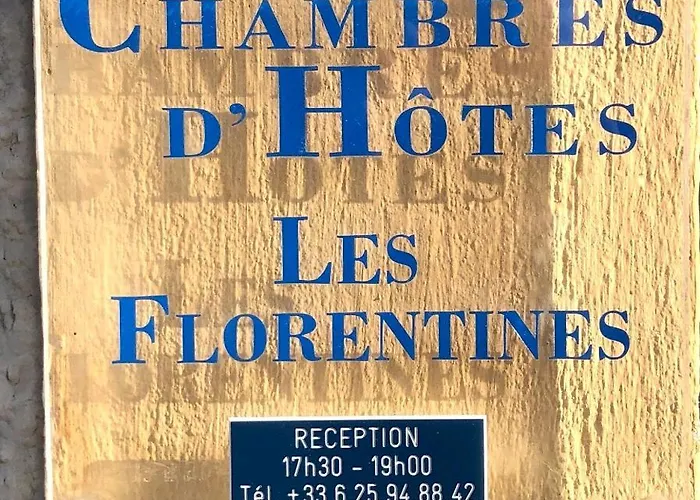 CHAMBRES
D'HÔTES
LES
FLORENTINES
RECEPTION
17h30 - 19h00
Tél. +33 6 25 94 88 42